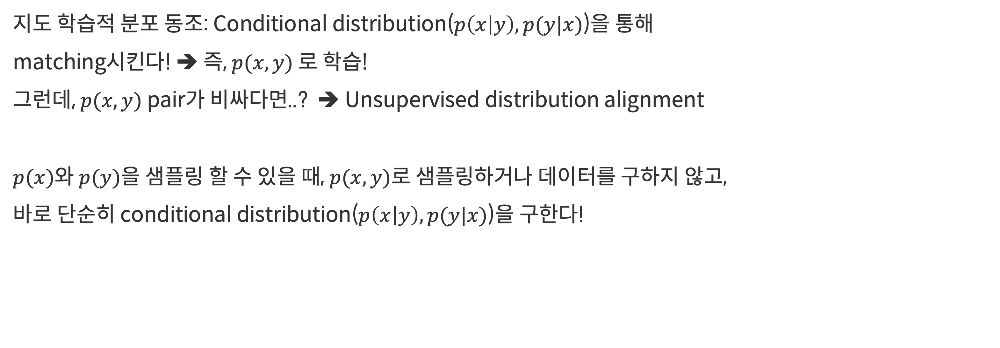 지도 학습적 분포 동조: Conditional distribution(p(x|y), p(y|x))을 통해
matching시킨다! ➔ 즉, p(x, y) 로 학습!
그런데, p(x, y) pair가 비싸다면..? ➔ Unsupervised distribution alignment
p(x)와 p(y)을 샘플링 할 수 있을 때, p(x, y)로 샘플링하거나 데이터를 구하지 않고,
바로 단순히 conditional distribution(p(x|y), p(y|x))을 구한다!